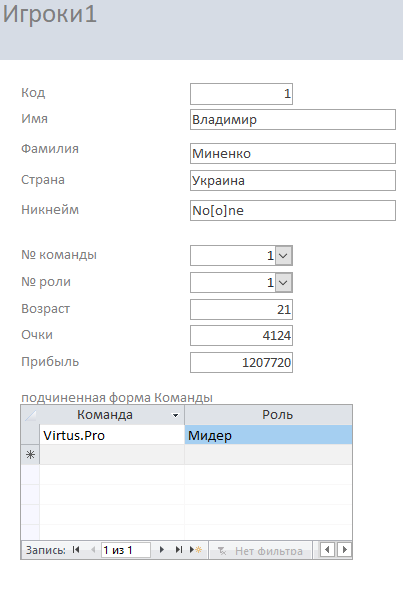 Игроки1
Код 1
Имя Владимир
Фамилия Миненко
Страна Украина
Никнейм No[o]ne
№ команды 1
№ роли 1
Возраст 21
Очки 4124
Прибыль 1207720
подчиненная форма Команды
Команда Роль
Virtus.Pro Мидер
Запись: 1 из 1 Нет фильтра